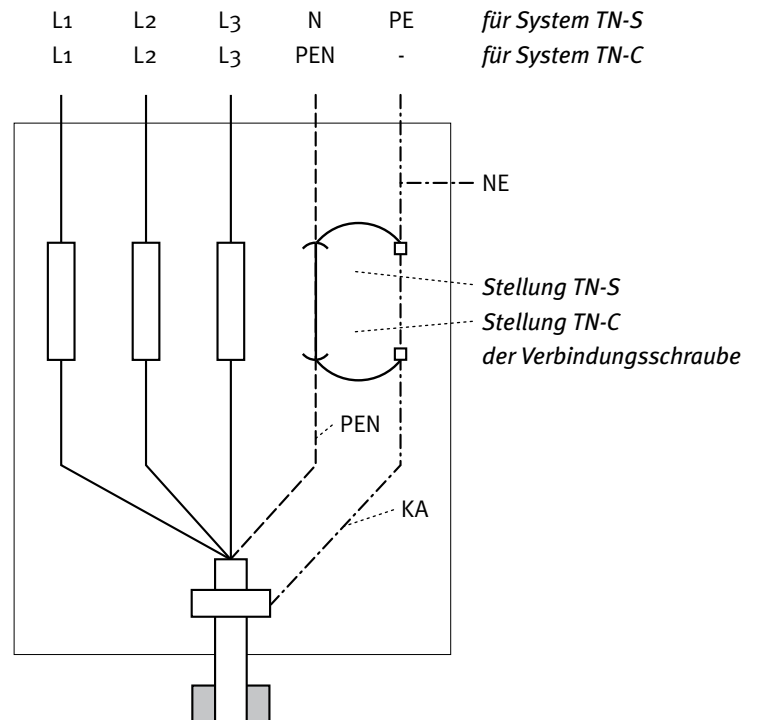 L1 L2 L3 N PE für System TN-S
L1 L2 L3 PEN - für System TN-C
NE
Stellung TN-S
Stellung TN-C
der Verbindungsschraube
PEN
KA